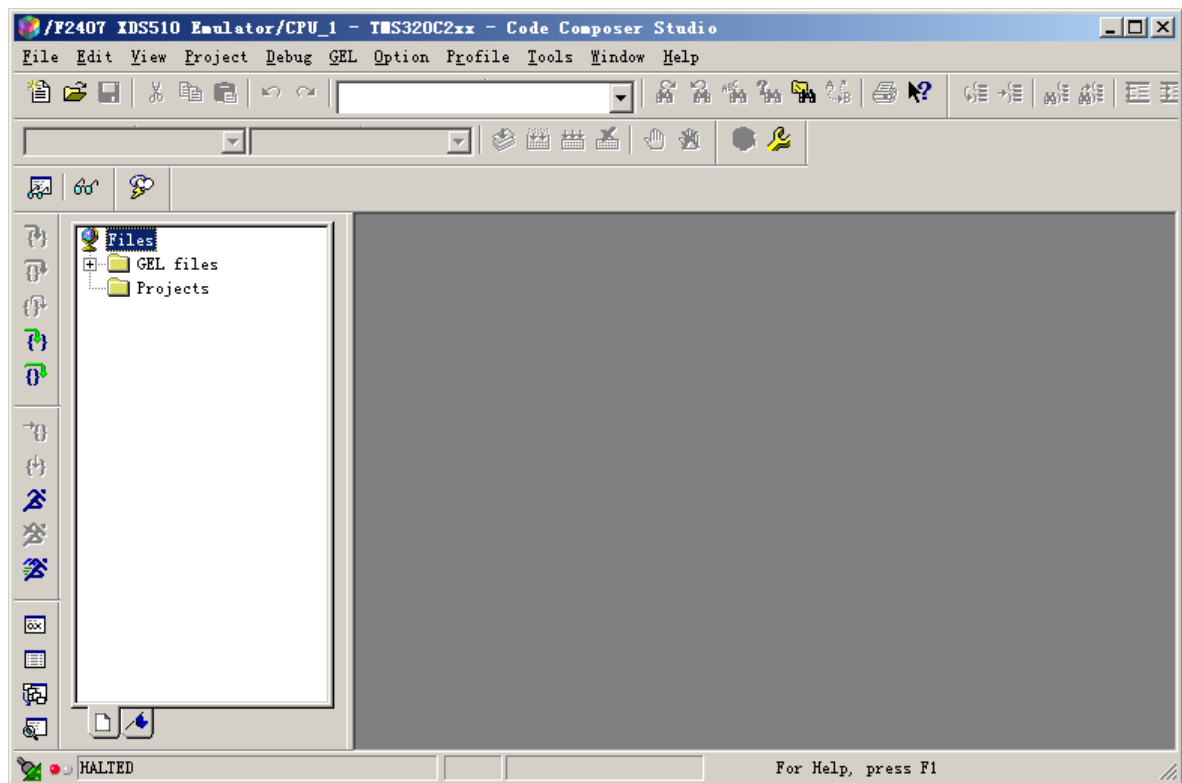 /F2407 XDS510 Emulator/CPU_1 - TMS320C2xx - Code Composer Studio
File Edit View Project Debug GEL Option Profile Tools Window Help
Files
GEL files
Projects
HALTED
For Help, press F1